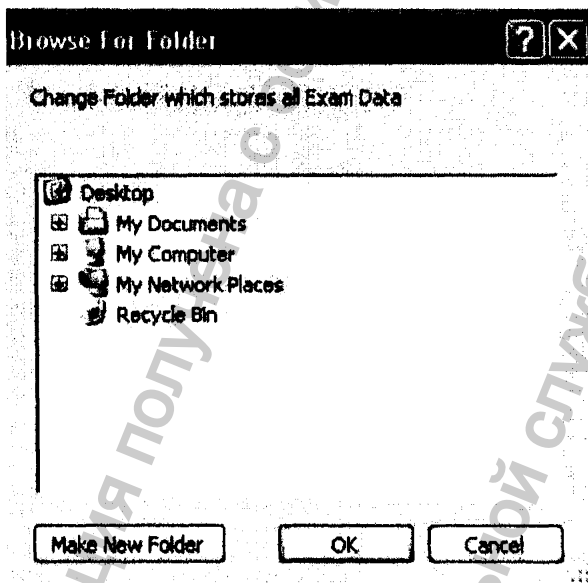 Browse For Folder
Change Folder which stores all Exam Data
Desktop
My Documents
My Computer
My Network Places
Recycle Bin
Make New Folder
OK
Cancel